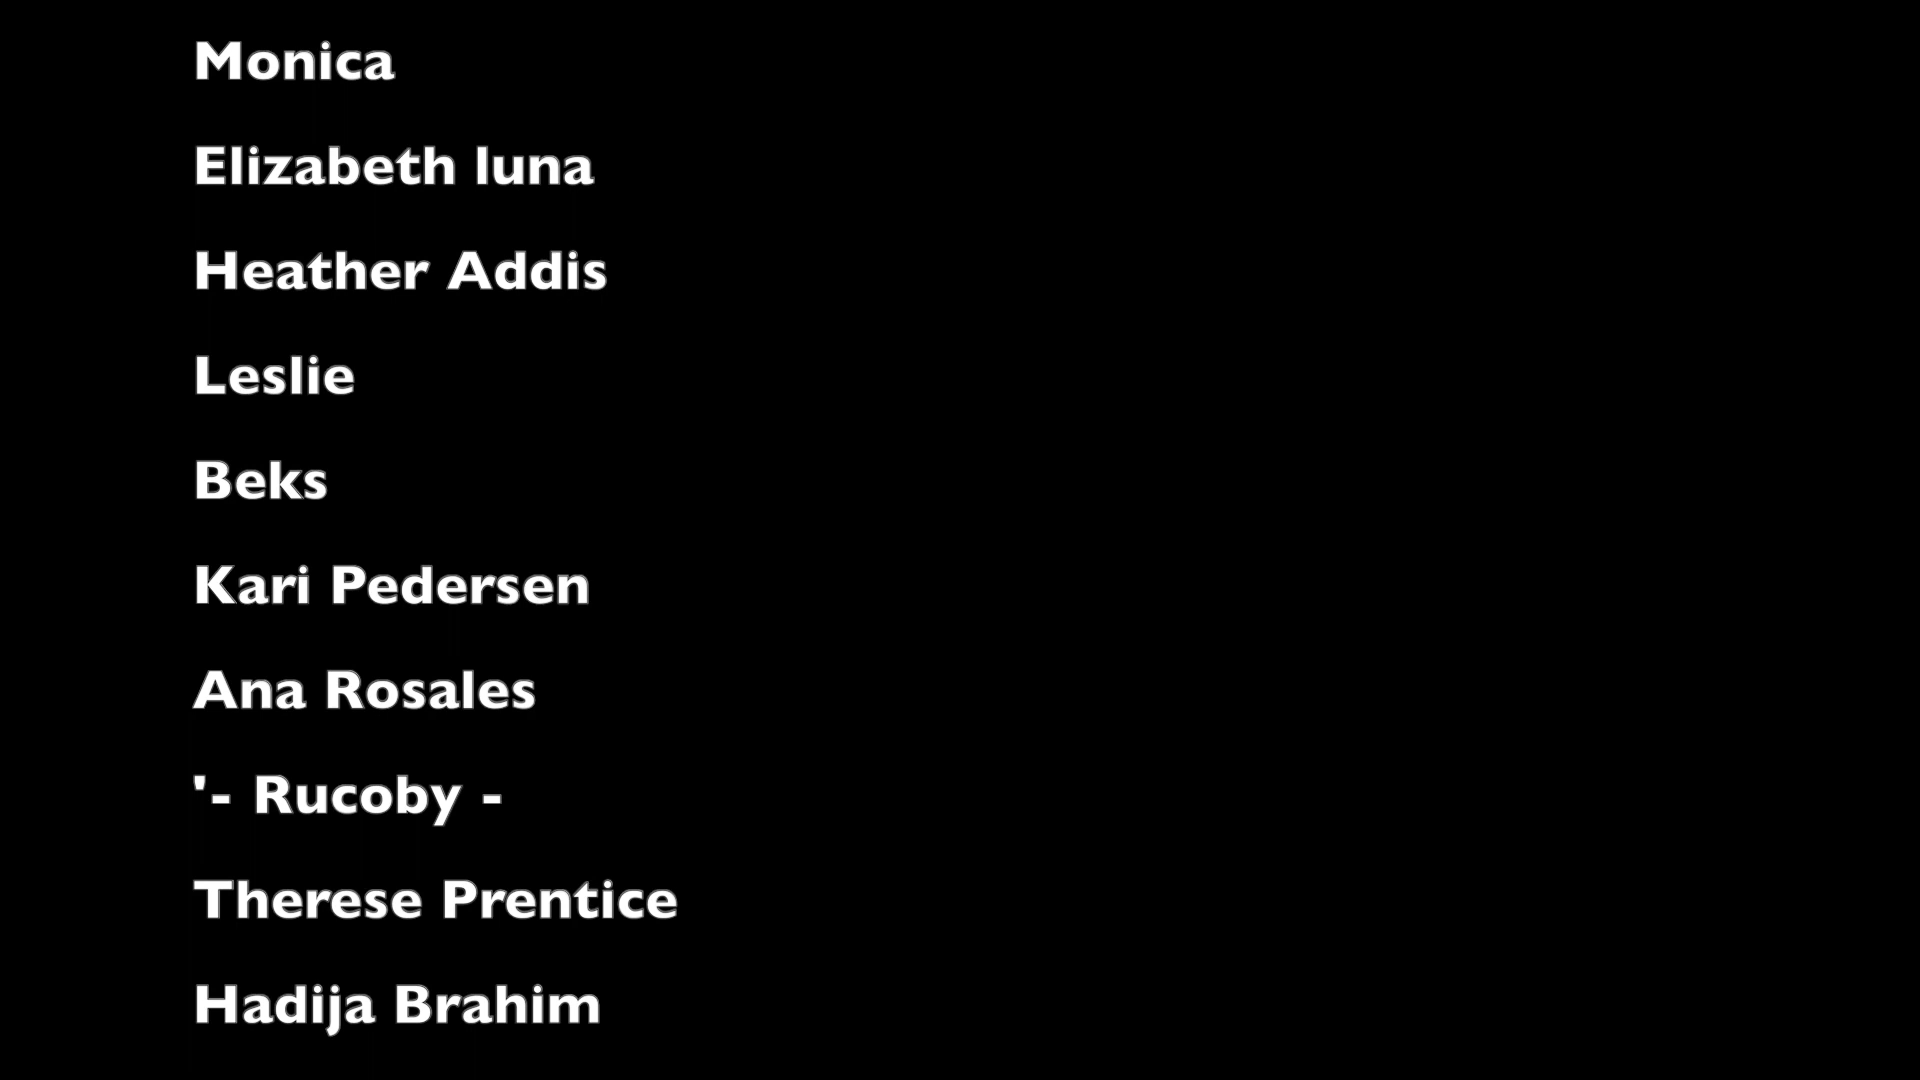 Monica
Elizabeth luna
Heather Addis
Leslie
Beks
Kari Pedersen
Ana Rosales
'- Rucoby -
Therese Prentice
Hadija Brahim